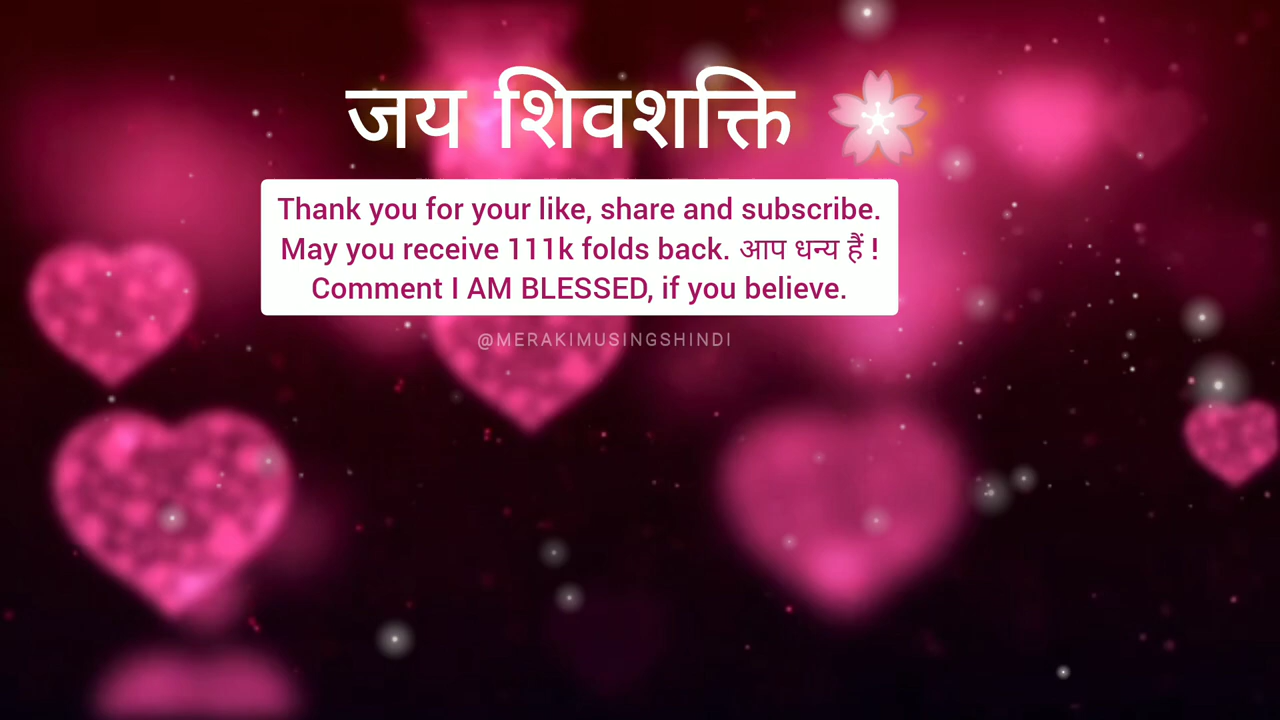 जय शिवशक्ति 🌸
Thank you for your like, share and subscribe.
May you receive 111k folds back. आप धन्य हैं !
Comment I AM BLESSED, if you believe.
@MERAKIMUSINGSHINDI